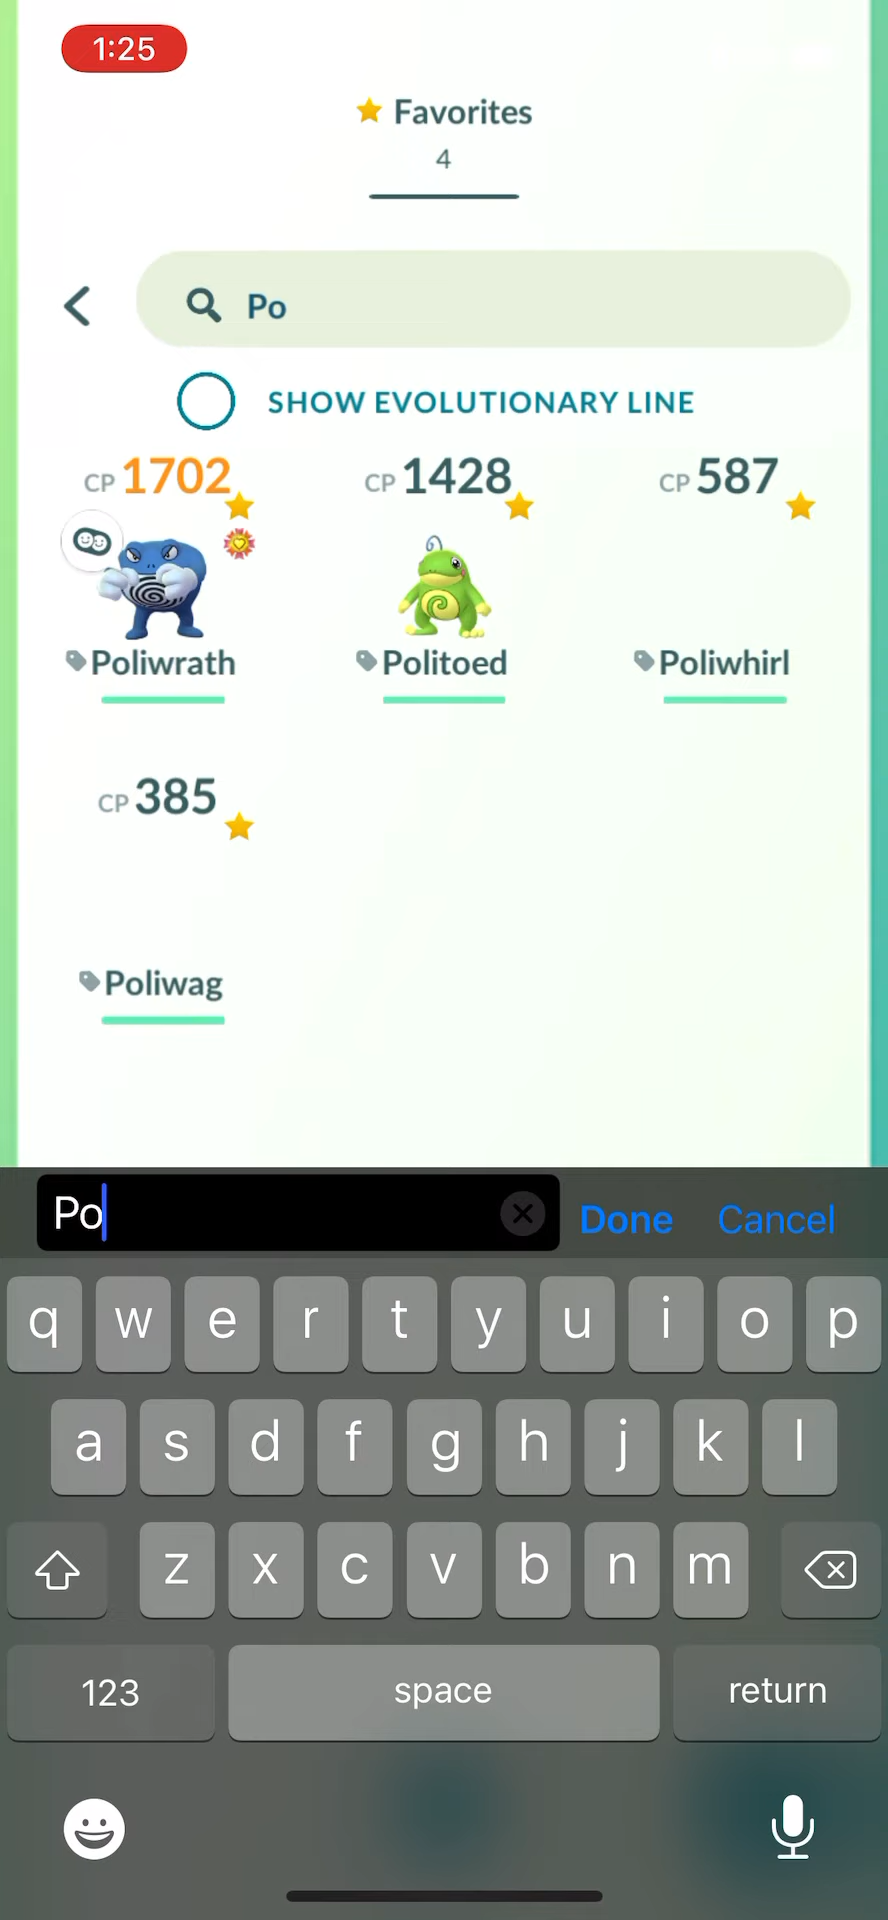 1:25
Favorites
4
Po
SHOW EVOLUTIONARY LINE
CP 1702
CP 1428
CP 587
Poliwrath
Politoed
Poliwhirl
CP 385
Poliwag
Po
Done
Cancel
q w e r t y u i o p
a s d f g h j k l
z x c v b n m
123
space
return